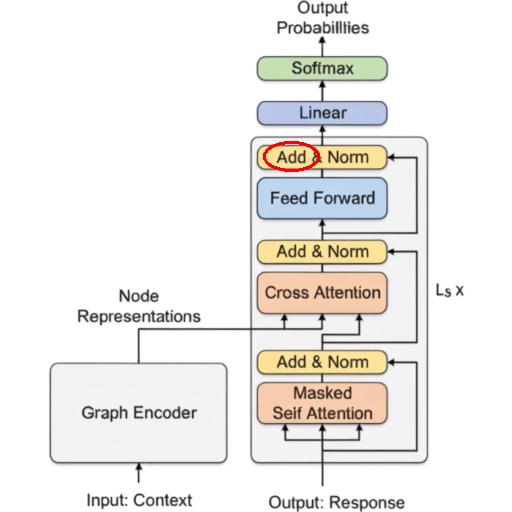 Output
Probabilities
Softmax
Linear
Add & Norm
Feed Forward
Add & Norm
Cross Attention
Ls x
Node
Representations
Add & Norm
Masked
Self Attention
Graph Encoder
Input: Context
Output: Response